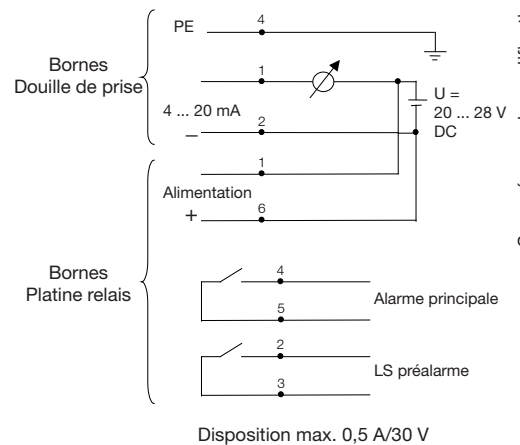 PE
4
Bornes
Douille de prise
1
4 ... 20 mA
–
2
U =
20 ... 28 V
DC
1
Alimentation
+
6
Bornes
Platine relais
4
5
Alarme principale
2
3
LS préalarme
Disposition max. 0,5 A/30 V